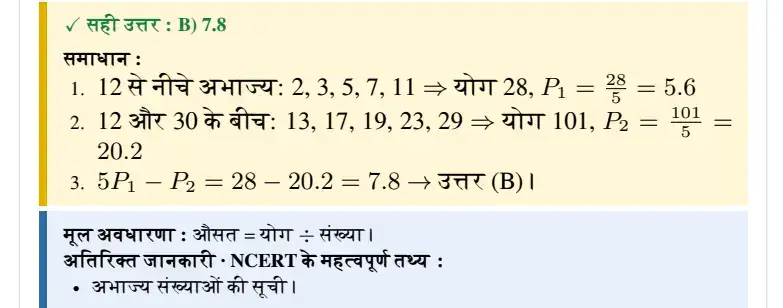 ✓ सही उत्तर : B) 7.8
समाधान :
1. 12 से नीचे अभाज्य: 2, 3, 5, 7, 11 ⇒ योग 28, P₁ = 28/5 = 5.6
2. 12 और 30 के बीच: 13, 17, 19, 23, 29 ⇒ योग 101, P₂ = 101/5 =
20.2
3. 5P₁ − P₂ = 28 − 20.2 = 7.8 → उत्तर (B)।
मूल अवधारणा : औसत = योग ÷ संख्या।
अतिरिक्त जानकारी · NCERT के महत्वपूर्ण तथ्य :
• अभाज्य संख्याओं की सूची।